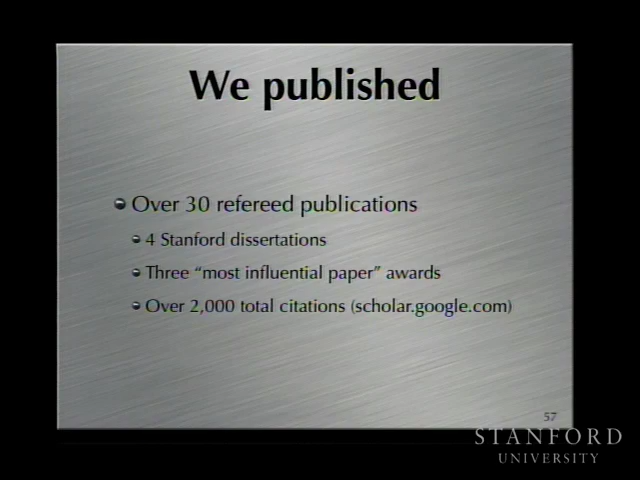 We published
Over 30 refereed publications
4 Stanford dissertations
Three “most influential paper” awards
Over 2,000 total citations (scholar.google.com)
57
STANFORD
UNIVERSITY